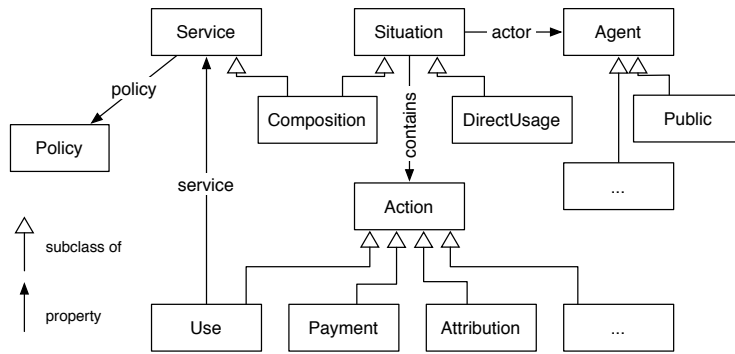 Service
Situation
actor
Agent
policy
Composition
DirectUsage
Public
contains
Policy
service
Action
...
subclass of
property
Use
Payment
Attribution
...